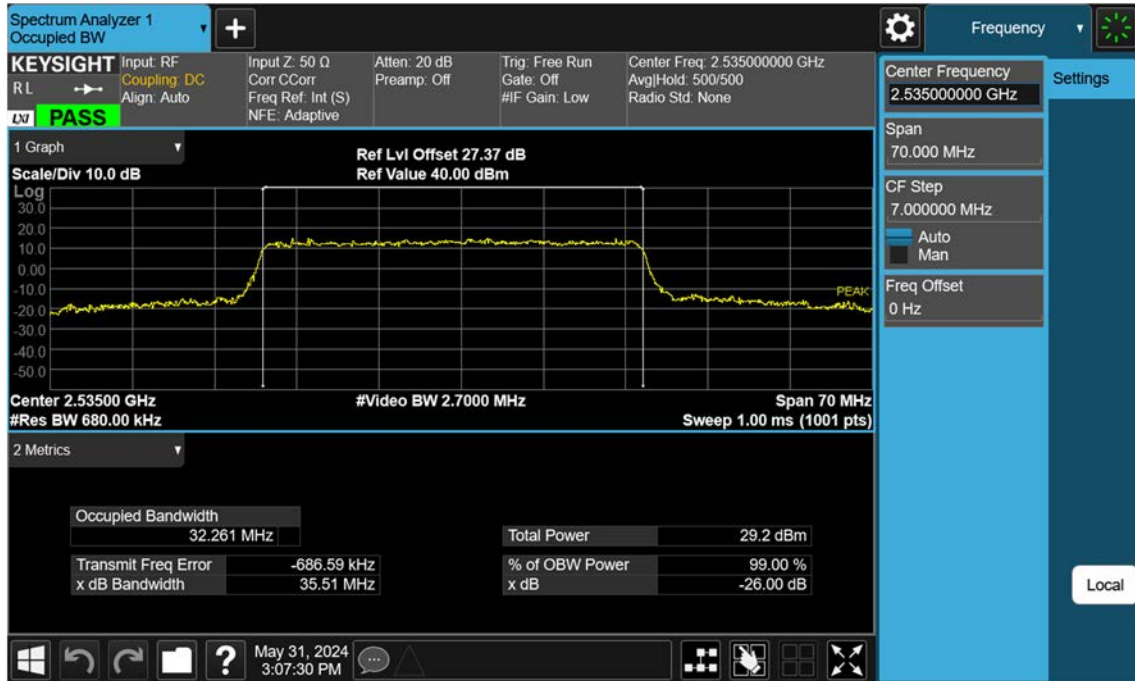 Spectrum Analyzer 1
Occupied BW
+
Frequency
KEYSIGHT
R L
LXI PASS
Input: RF
Coupling: DC
Align: Auto
Input Z: 50 Ω
Corr CCorr
Freq Ref: Int (S)
NFE: Adaptive
Atten: 20 dB
Preamp: Off
Trig: Free Run
Gate: Off
#IF Gain: Low
Center Freq: 2.535000000 GHz
Avg|Hold: 500/500
Radio Std: None
1 Graph
Scale/Div 10.0 dB
Ref Lvl Offset 27.37 dB
Ref Value 40.00 dBm
Log
30.0
20.0
10.0
0.00
-10.0
-20.0
-30.0
-40.0
-50.0
PEAK
Center 2.53500 GHz
#Video BW 2.7000 MHz
Span 70 MHz
#Res BW 680.00 kHz
Sweep 1.00 ms (1001 pts)
2 Metrics
Occupied Bandwidth
32.261 MHz
Total Power 29.2 dBm
Transmit Freq Error -686.59 kHz
% of OBW Power 99.00 %
x dB Bandwidth 35.51 MHz
x dB -26.00 dB
Center Frequency
2.535000000 GHz
Span
70.000 MHz
CF Step
7.000000 MHz
Auto
Man
Freq Offset
0 Hz
Settings
Local
?
May 31, 2024
3:07:30 PM